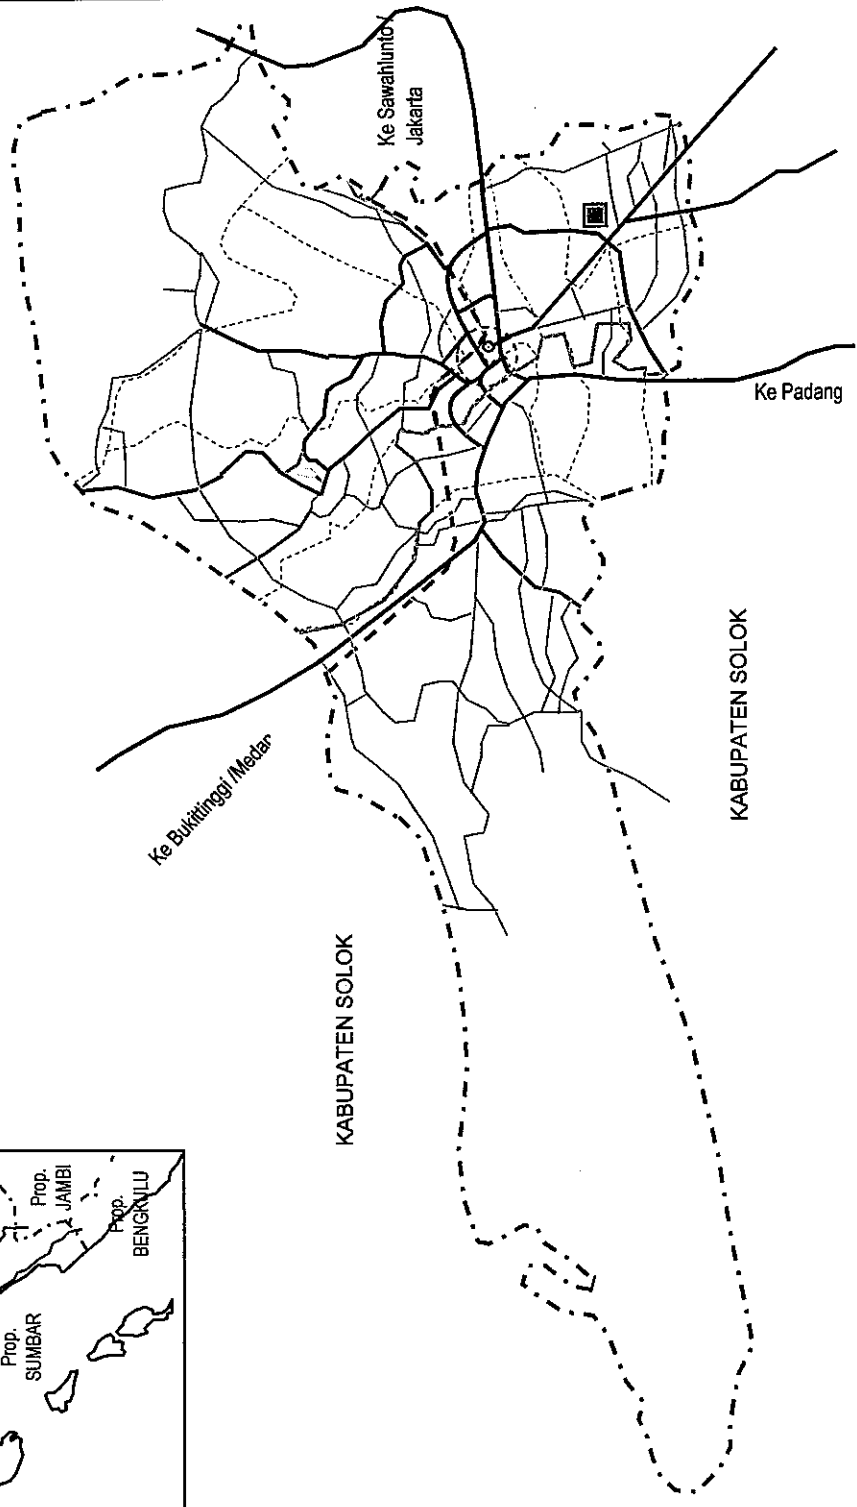 Ke Sawahlunto /
Jakarta
Ke Padang
Ke Bukittinggi /Medan
KABUPATEN SOLOK
KABUPATEN SOLOK
Prop.
JAMBI
Prop.
BENGKULU
Prop.
SUMBAR